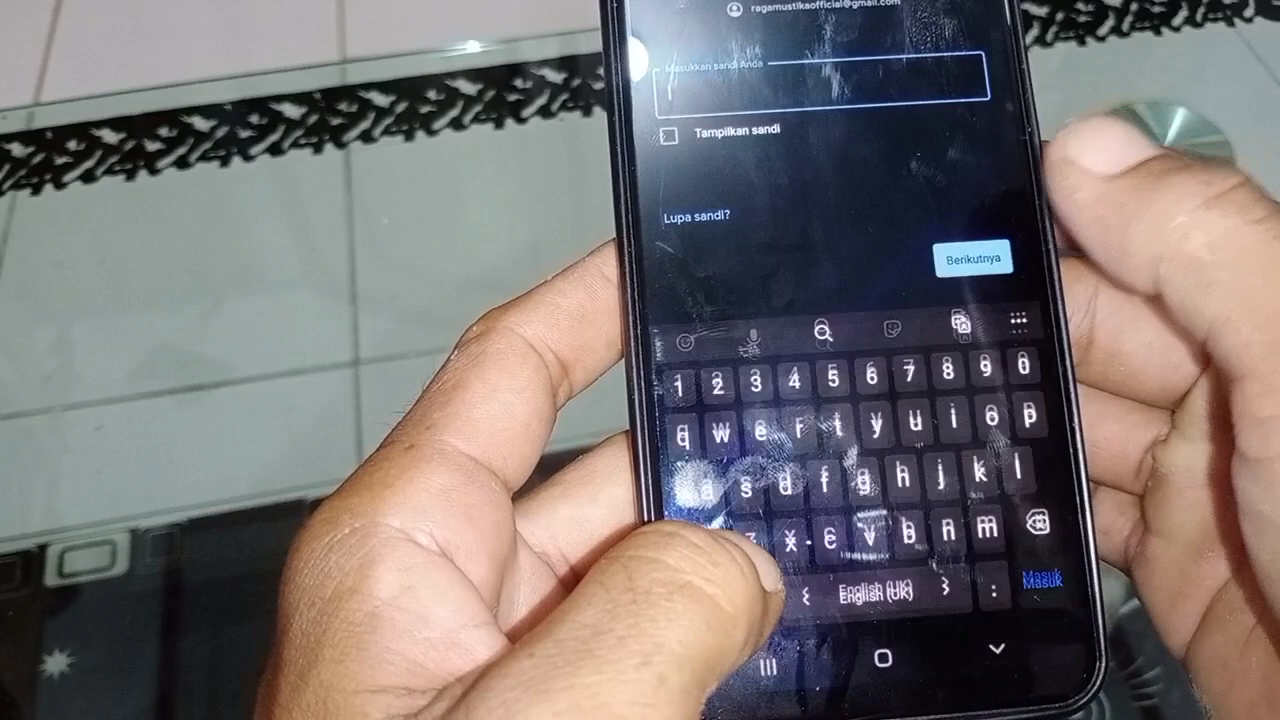 ragamustikaofficial@gmail.com
Masukkan sandi Anda
Tampilkan sandi
Lupa sandi?
Berikutnya
1 2 3 4 5 6 7 8 9 0
q w e r t y u i o p
a s d f g h j k l
z x c v b n m
English (UK) : Masuk